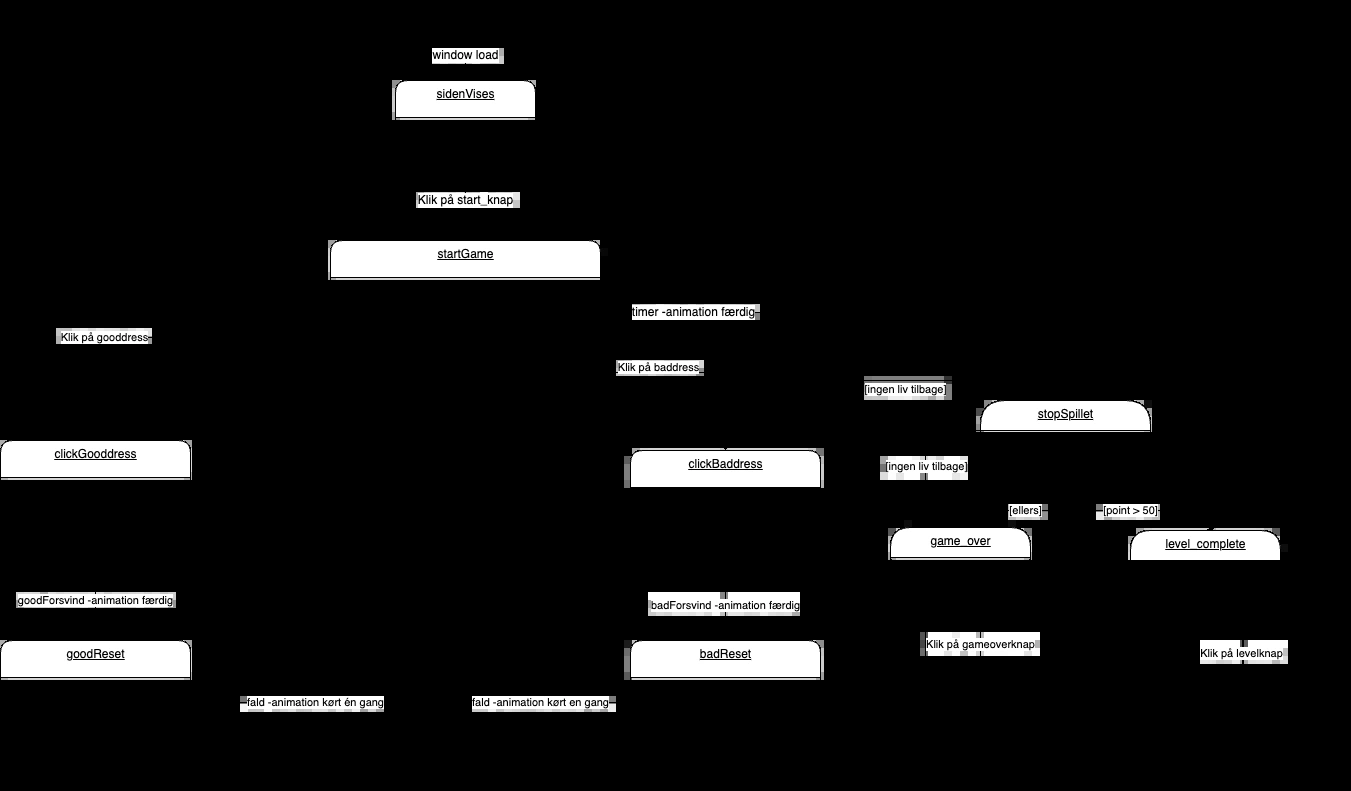 window load
sidenVises
Klik på start_knap
startGame
timer -animation færdig
Klik på gooddress
Klik på baddress
[ingen liv tilbage]
stopSpillet
clickGooddress
clickBaddress
[ingen liv tilbage]
[ellers]
[point > 50]
game_over
level_complete
goodForsvind -animation færdig
badForsvind -animation færdig
Klik på gameoverknap
Klik på levelknap
goodReset
badReset
fald -animation kørt én gang
fald -animation kørt en gang